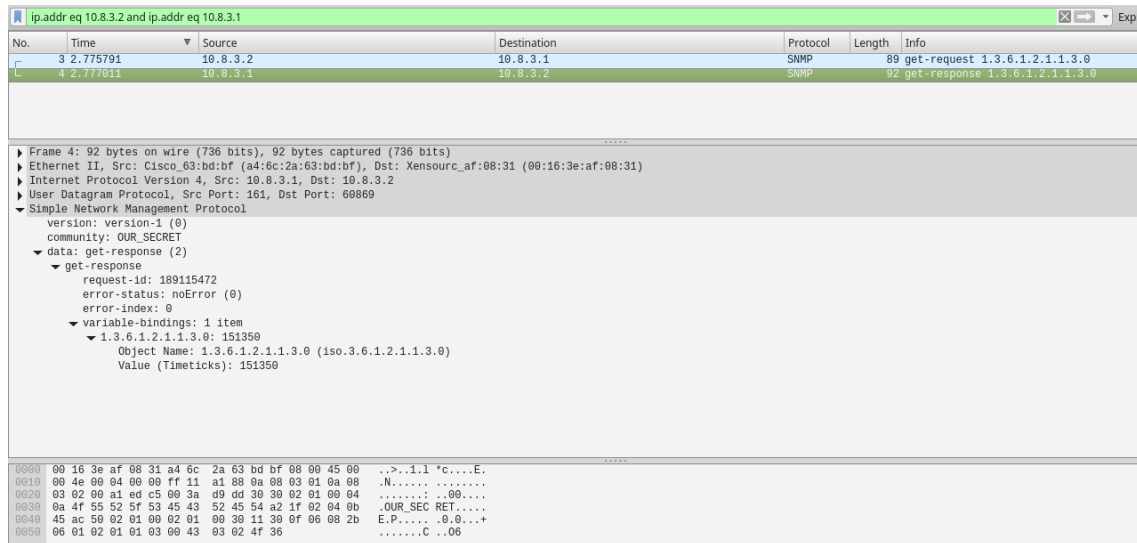 ip.addr eq 10.8.3.2 and ip.addr eq 10.8.3.1 Exp
No. Time Source Destination Protocol Length Info
3 2.775791 10.8.3.2 10.8.3.1 SNMP 89 get-request 1.3.6.1.2.1.1.3.0
4 2.777011 10.8.3.1 10.8.3.2 SNMP 92 get-response 1.3.6.1.2.1.1.3.0
Frame 4: 92 bytes on wire (736 bits), 92 bytes captured (736 bits)
Ethernet II, Src: Cisco_63:bd:bf (a4:6c:2a:63:bd:bf), Dst: Xensourc_af:08:31 (00:16:3e:af:08:31)
Internet Protocol Version 4, Src: 10.8.3.1, Dst: 10.8.3.2
User Datagram Protocol, Src Port: 161, Dst Port: 60869
Simple Network Management Protocol
version: version-1 (0)
community: OUR_SECRET
data: get-response (2)
get-response
request-id: 189115472
error-status: noError (0)
error-index: 0
variable-bindings: 1 item
1.3.6.1.2.1.1.3.0: 151350
Object Name: 1.3.6.1.2.1.1.3.0 (iso.3.6.1.2.1.1.3.0)
Value (Timeticks): 151350
0000 00 16 3e af 08 31 a4 6c 2a 63 bd bf 08 00 45 00 ..>..1.l *c....E.
0010 00 4e 00 04 00 00 ff 11 a1 88 0a 08 03 01 0a 08 .N...... ........
0020 03 02 00 a1 ed c5 00 3a d9 dd 30 30 02 01 00 04 .......: ..00....
0030 0a 4f 55 52 5f 53 45 43 52 45 54 a2 1f 02 04 0b .OUR_SEC RET.....
0040 45 ac 50 02 01 00 02 01 00 30 11 30 0f 06 08 2b E.P..... .0.0...+
0050 06 01 02 01 01 03 00 43 03 02 4f 36 .......C ..O6